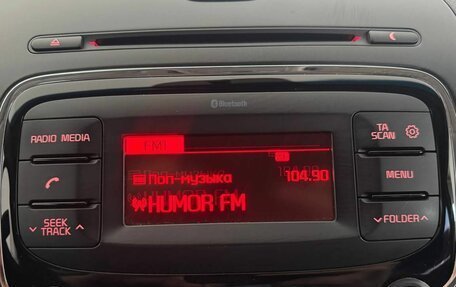 Bluetooth
RADIO MEDIA
TA
SCAN
FM1
Поп-музыка 104.90
MENU
HUMOR FM
SEEK
TRACK
FOLDER